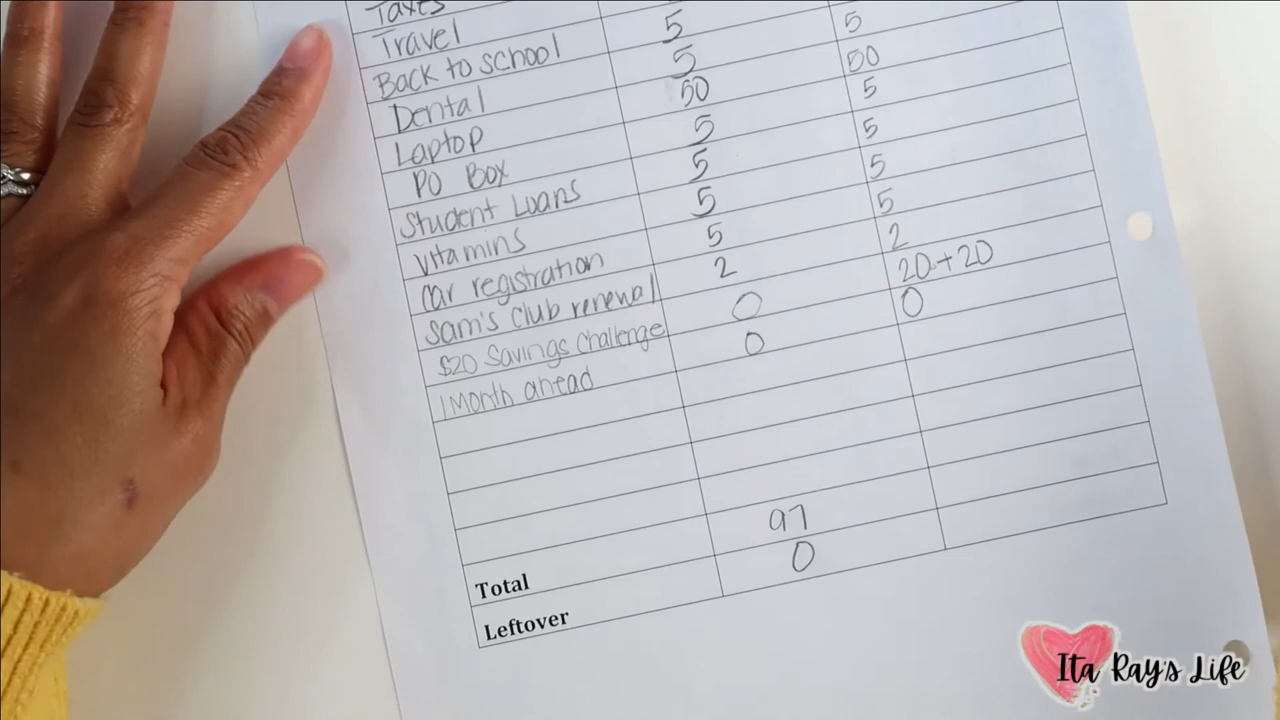 Taxes
Travel
Back to school 5
Dental 5 5
Laptop 50 50
PO Box 5 5
Student Loans 5 5
Vitamins 5 5
Car registration 5 5
Sam's Club renewal 2 2
$20 Savings Challenge 0 20+20
1 Month ahead 0 0
Total 97
Leftover 0
Ita Ray's Life